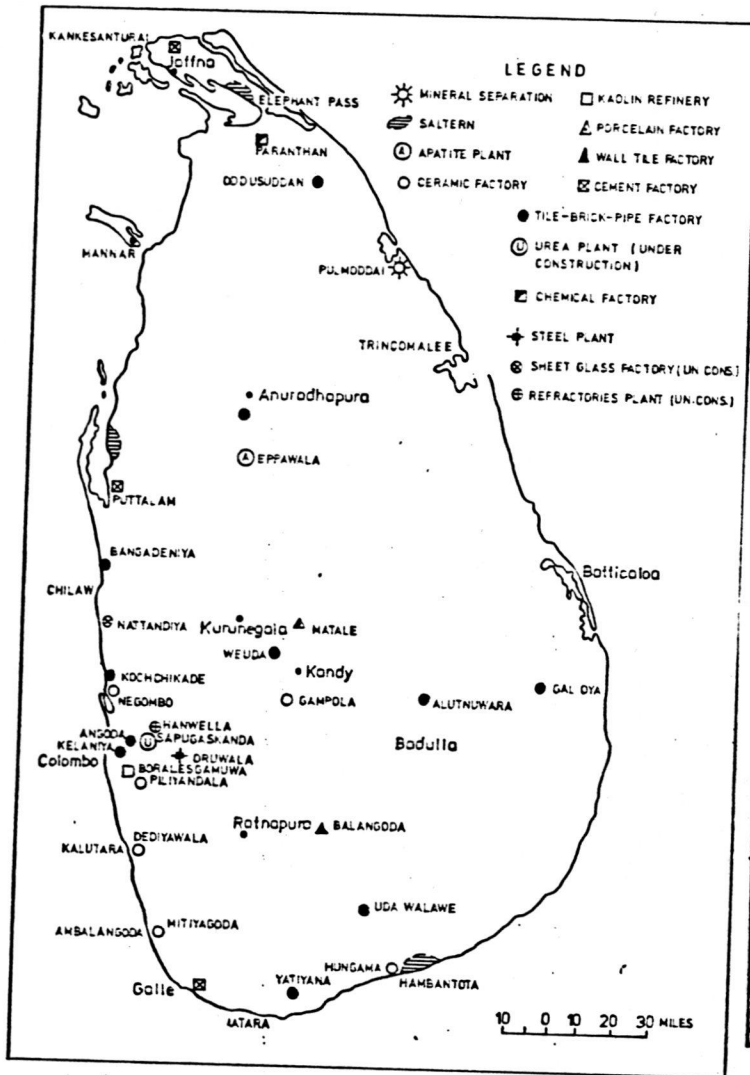 KANKESANTURAI
Jaffna
ELEPHANT PASS
PARANTHAN
ODDUSUDDAN
MANNAR
PULMODDAI
TRINCOMALEE
LEGEND
MINERAL SEPARATION
SALTERN
A APATITE PLANT
CERAMIC FACTORY
KAOLIN REFINERY
PORCELAIN FACTORY
WALL TILE FACTORY
CEMENT FACTORY
TILE-BRICK-PIPE FACTORY
U UREA PLANT (UNDER
CONSTRUCTION)
CHEMICAL FACTORY
STEEL PLANT
SHEET GLASS FACTORY (UN CONS.)
REFRACTORIES PLANT (UN.CONS.)
Anuradhapura
A EPPAWALA
PUTTALAM
BANGADENIYA
CHILAW
Batticaloa
NATTANDIYA
Kurunegala
MATALE
WEUDA
Kandy
KOCHCHIKADE
NEGOMBO
GAMPOLA
ALUTNUWARA
GAL OYA
HANWELLA
ANGODA
U SAPUGASKANDA
KELANIYA
Colombo
ORUWALA
Badulla
BORALESGAMUWA
PILIYANDALA
Ratnapura
BALANGODA
DEDIYAWALA
KALUTARA
UDA WALAWE
MITIYAGODA
AMBALANGODA
HUNGAMA
HAMBANTOTA
Galle
YATIYANA
MATARA
10 0 10 20 30 MILES